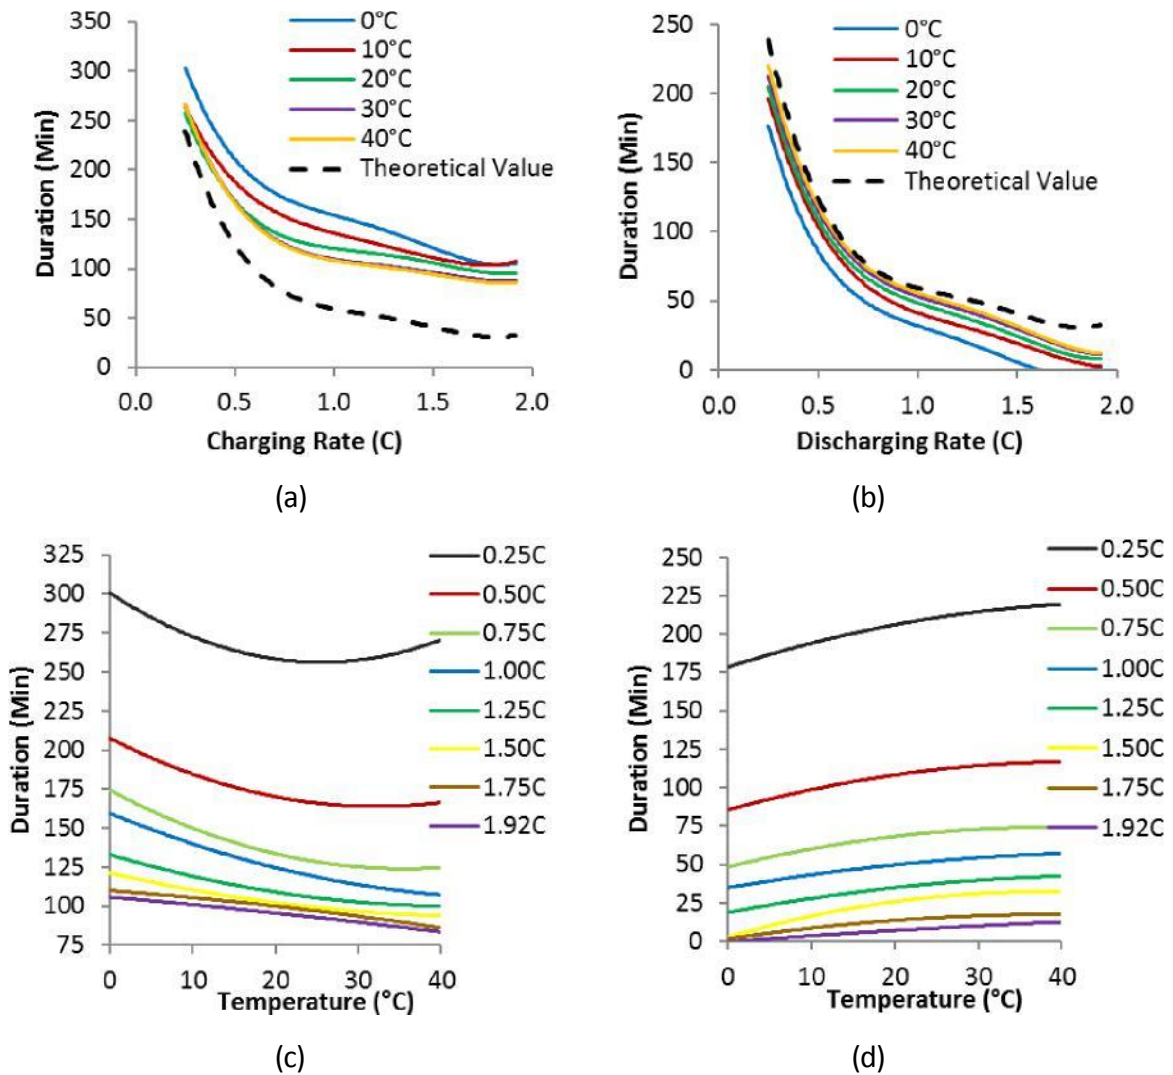 350
300
250
200
150
100
50
0
Duration (Min)
0.0 0.5 1.0 1.5 2.0
Charging Rate (C)
0°C
10°C
20°C
30°C
40°C
Theoretical Value
(a)
250
200
150
100
50
0
Duration (Min)
0.0 0.5 1.0 1.5 2.0
Discharging Rate (C)
0°C
10°C
20°C
30°C
40°C
Theoretical Value
(b)
325
300
275
250
225
200
175
150
125
100
75
Duration (Min)
0 10 20 30 40
Temperature (°C)
0.25C
0.50C
0.75C
1.00C
1.25C
1.50C
1.75C
1.92C
(c)
250
225
200
175
150
125
100
75
50
25
0
Duration (Min)
0 10 20 30 40
Temperature (°C)
0.25C
0.50C
0.75C
1.00C
1.25C
1.50C
1.75C
1.92C
(d)